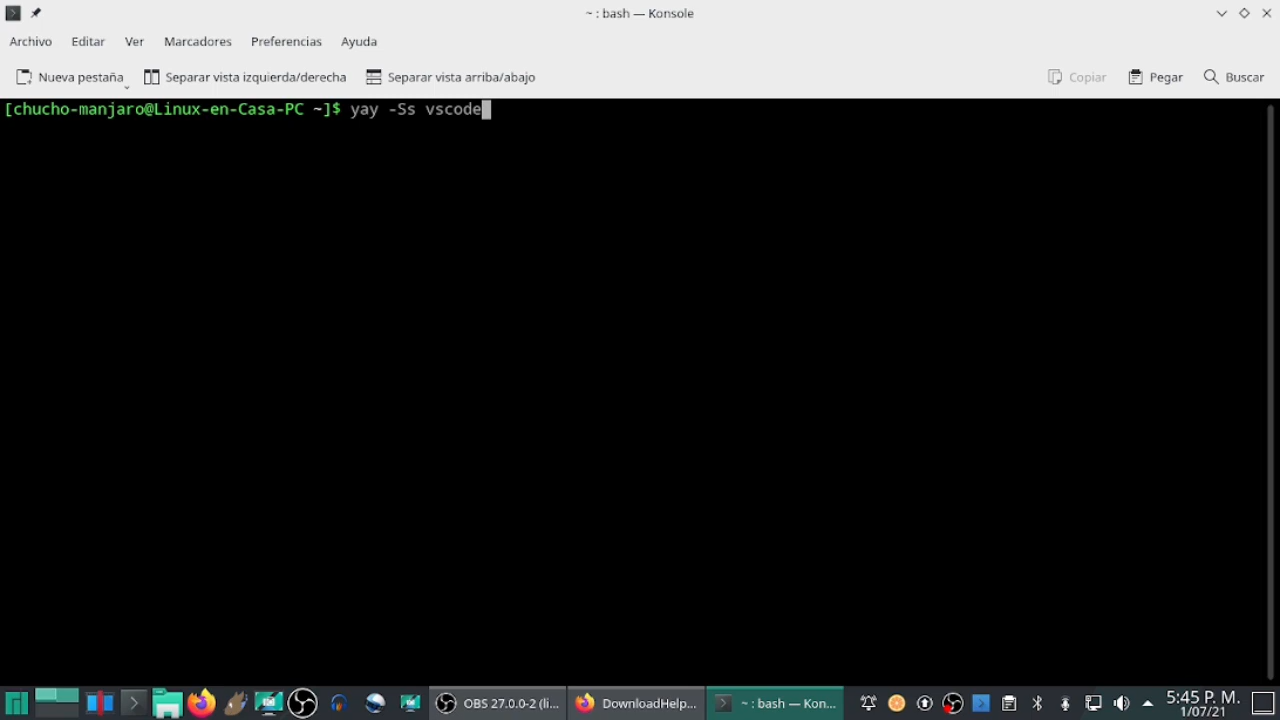 ~ : bash — Konsole
Archivo Editar Ver Marcadores Preferencias Ayuda
Nueva pestaña Separar vista izquierda/derecha Separar vista arriba/abajo Copiar Pegar Buscar
[chucho-manjaro@Linux-en-Casa-PC ~]$ yay -Ss vscode
OBS 27.0.0-2 (li... DownloadHelp... ~ : bash — Kon... 5:45 P. M.
1/07/21